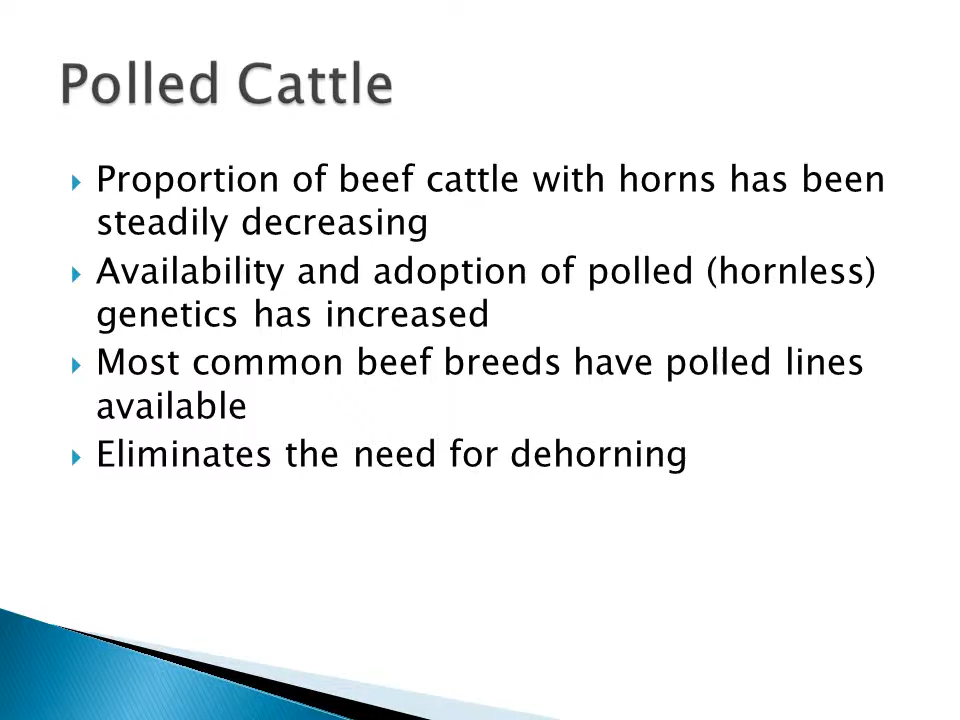 Polled Cattle
Proportion of beef cattle with horns has been
steadily decreasing
Availability and adoption of polled (hornless)
genetics has increased
Most common beef breeds have polled lines
available
Eliminates the need for dehorning